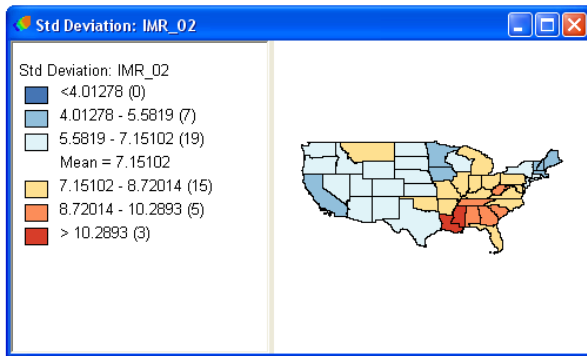 Std Deviation: IMR_02
Std Deviation: IMR_02
<4.01278 (0)
4.01278 - 5.5819 (7)
5.5819 - 7.15102 (19)
Mean = 7.15102
7.15102 - 8.72014 (15)
8.72014 - 10.2893 (5)
> 10.2893 (3)